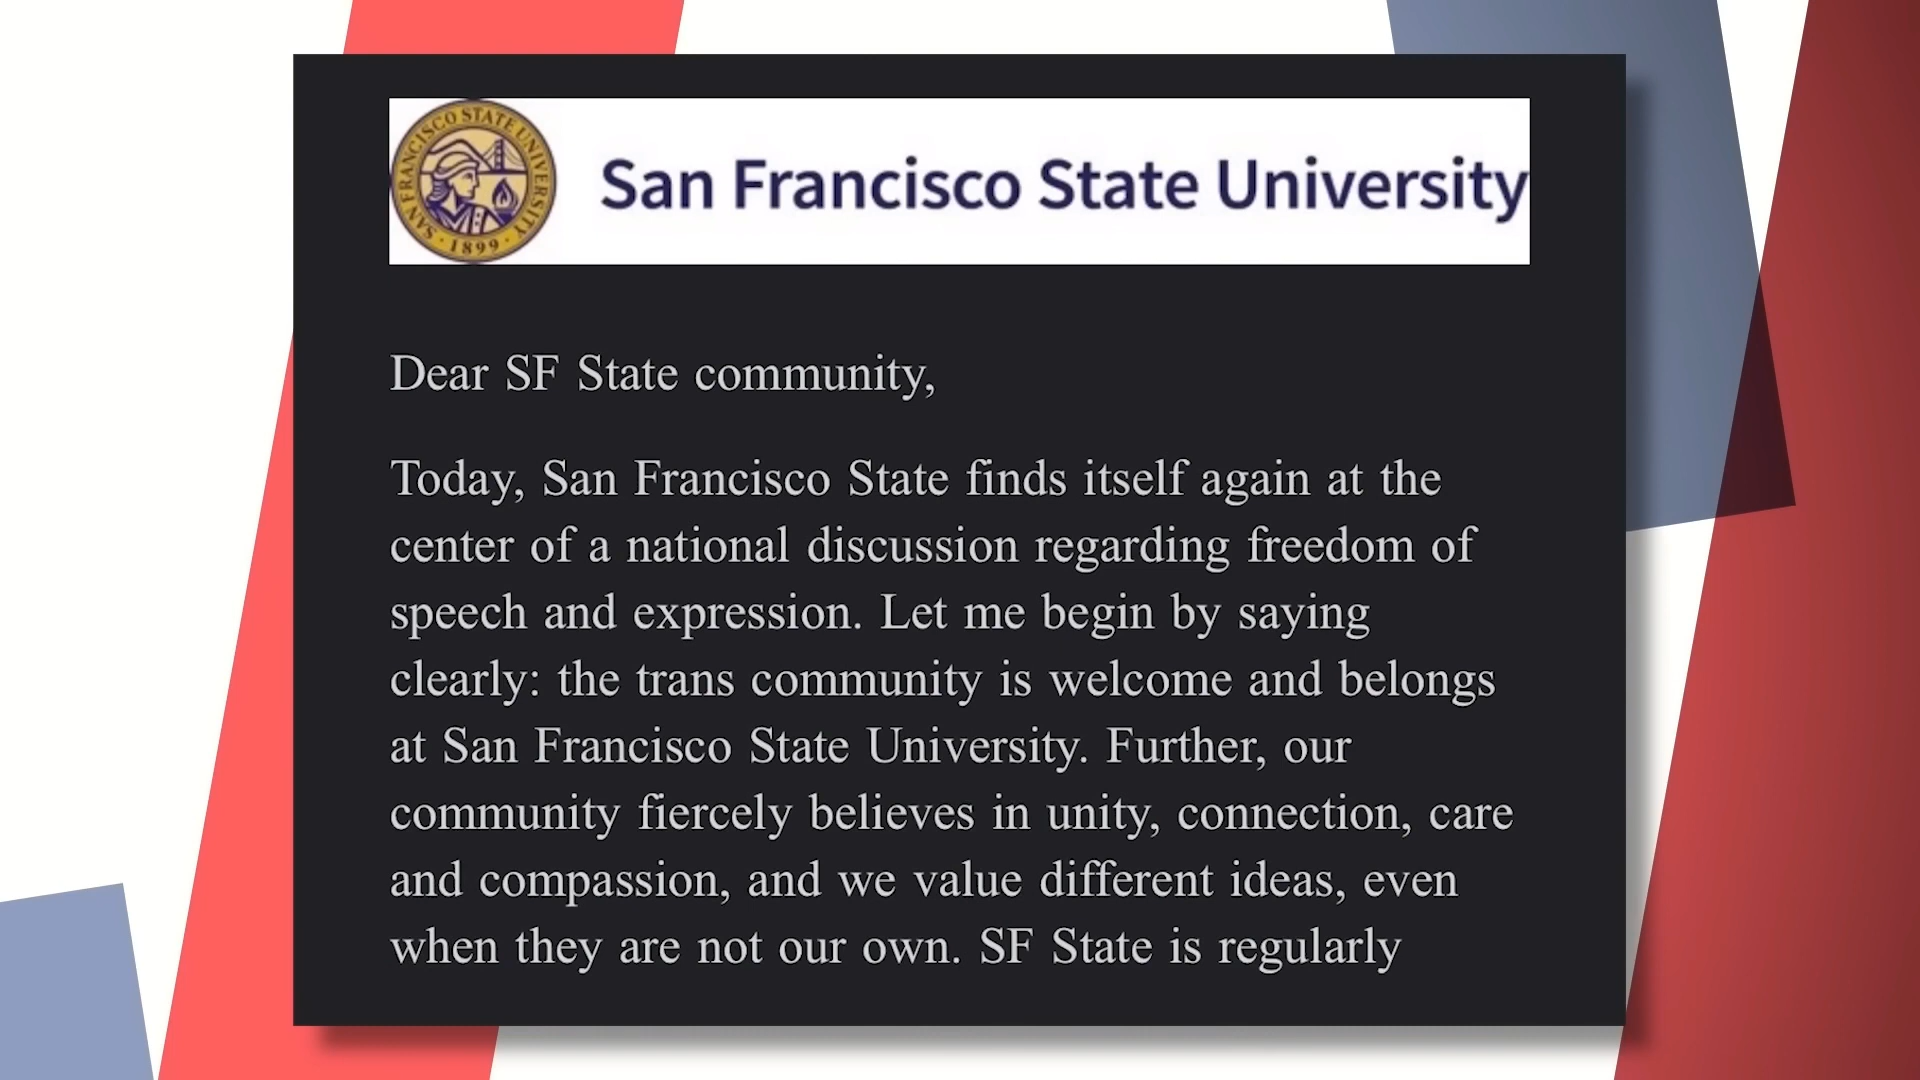 SAN FRANCISCO STATE UNIVERSITY
· 1899 ·
San Francisco State University
Dear SF State community,
Today, San Francisco State finds itself again at the
center of a national discussion regarding freedom of
speech and expression. Let me begin by saying
clearly: the trans community is welcome and belongs
at San Francisco State University. Further, our
community fiercely believes in unity, connection, care
and compassion, and we value different ideas, even
when they are not our own. SF State is regularly